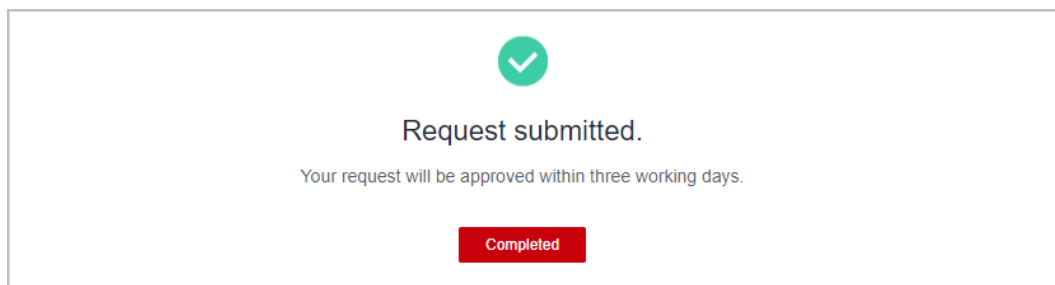 Request submitted.
Your request will be approved within three working days.
Completed